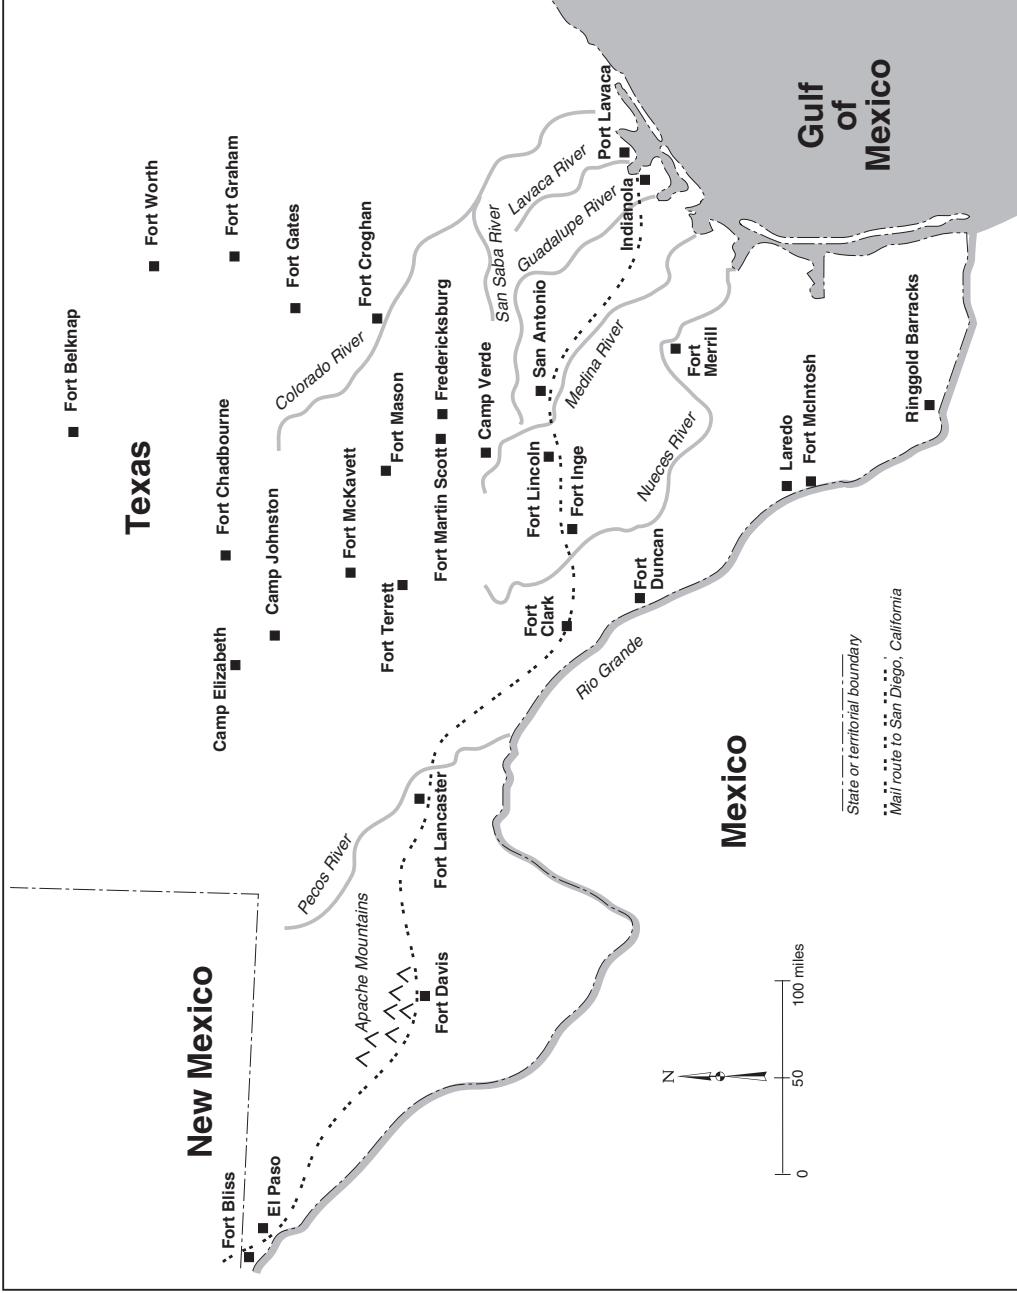 Fort Belknap
Fort Worth
Texas
Fort Graham
Fort Chadbourne
Fort Gates
Camp Elizabeth
Camp Johnston
Colorado River
Fort Croghan
New Mexico
Fort McKavett
Fort Mason
Fort Terrett
Fort Martin Scott
Fredericksburg
Pecos River
Camp Verde
San Saba River
Lavaca River
Apache Mountains
Fort Lancaster
Fort Lincoln
San Antonio
Guadalupe River
Port Lavaca
Fort Bliss
El Paso
Fort Davis
Fort
Clark
Fort Inge
Medina River
Indianola
Rio Grande
Fort
Duncan
Nueces River
Fort
Merrill
Gulf
of
Mexico
Mexico
Laredo
Fort McIntosh
Ringgold Barracks
N
0
50
100 miles
State or territorial boundary
Mail route to San Diego, California